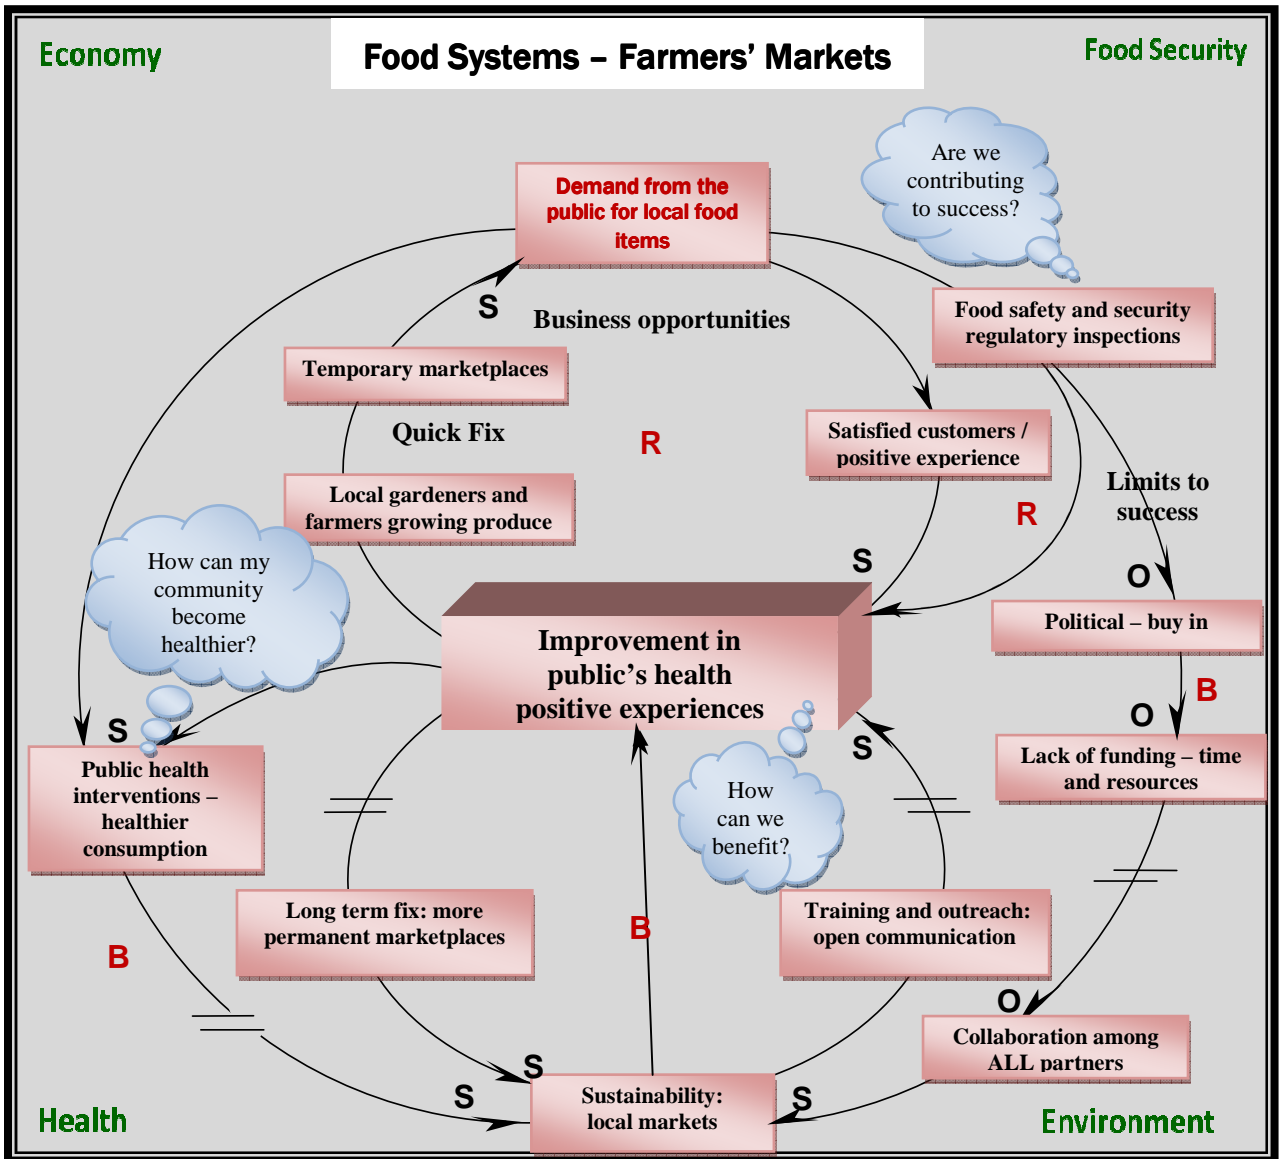 Economy
Food Systems – Farmers’ Markets
Food Security
Are we
contributing
to success?
Demand from the
public for local food
items
S
Business opportunities
Food safety and security
regulatory inspections
Temporary marketplaces
Quick Fix
R
Satisfied customers /
positive experience
Limits to
success
Local gardeners and
farmers growing produce
R
How can my
community
become
healthier?
S
O
Improvement in
public’s health
positive experiences
Political – buy in
B
S
O
S
Public health
interventions –
healthier
consumption
Lack of funding – time
and resources
How
can we
benefit?
Long term fix: more
permanent marketplaces
B
Training and outreach:
open communication
B
O
Collaboration among
ALL partners
S
S
S
Sustainability:
local markets
Health
Environment